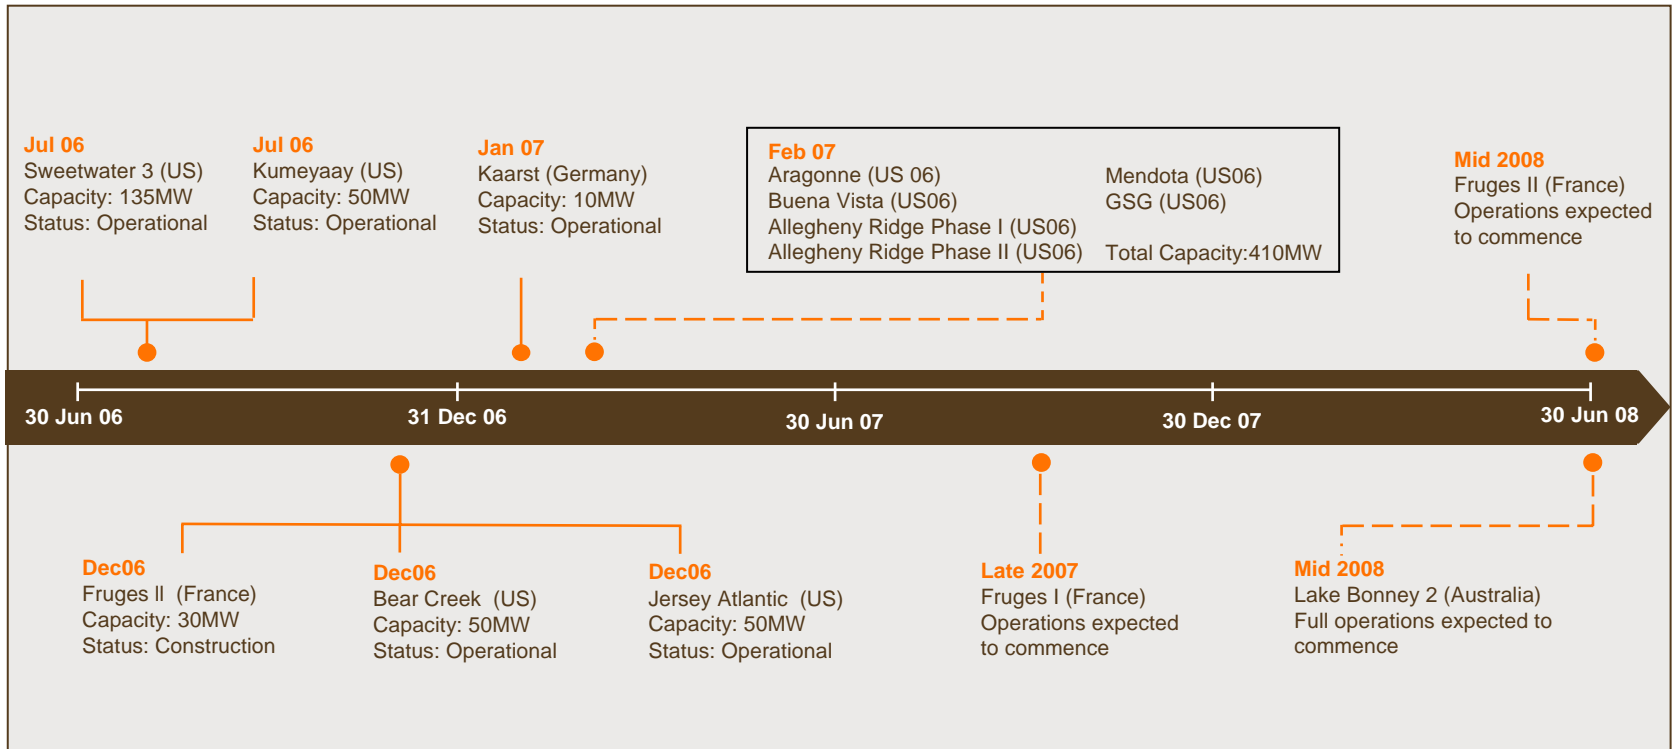 Jul 06
Sweetwater 3 (US)
Capacity: 135MW
Status: Operational
Jul 06
Kumeyaay (US)
Capacity: 50MW
Status: Operational
Jan 07
Kaarst (Germany)
Capacity: 10MW
Status: Operational
Feb 07
Aragonne (US 06)
Buena Vista (US06)
Allegheny Ridge Phase I (US06)
Allegheny Ridge Phase II (US06)
Mendota (US06)
GSG (US06)
Total Capacity:410MW
Mid 2008
Fruges II (France)
Operations expected
to commence
30 Jun 06
31 Dec 06
30 Jun 07
30 Dec 07
30 Jun 08
Dec06
Fruges ll (France)
Capacity: 30MW
Status: Construction
Dec06
Bear Creek (US)
Capacity: 50MW
Status: Operational
Dec06
Jersey Atlantic (US)
Capacity: 50MW
Status: Operational
Late 2007
Fruges I (France)
Operations expected
to commence
Mid 2008
Lake Bonney 2 (Australia)
Full operations expected to
commence